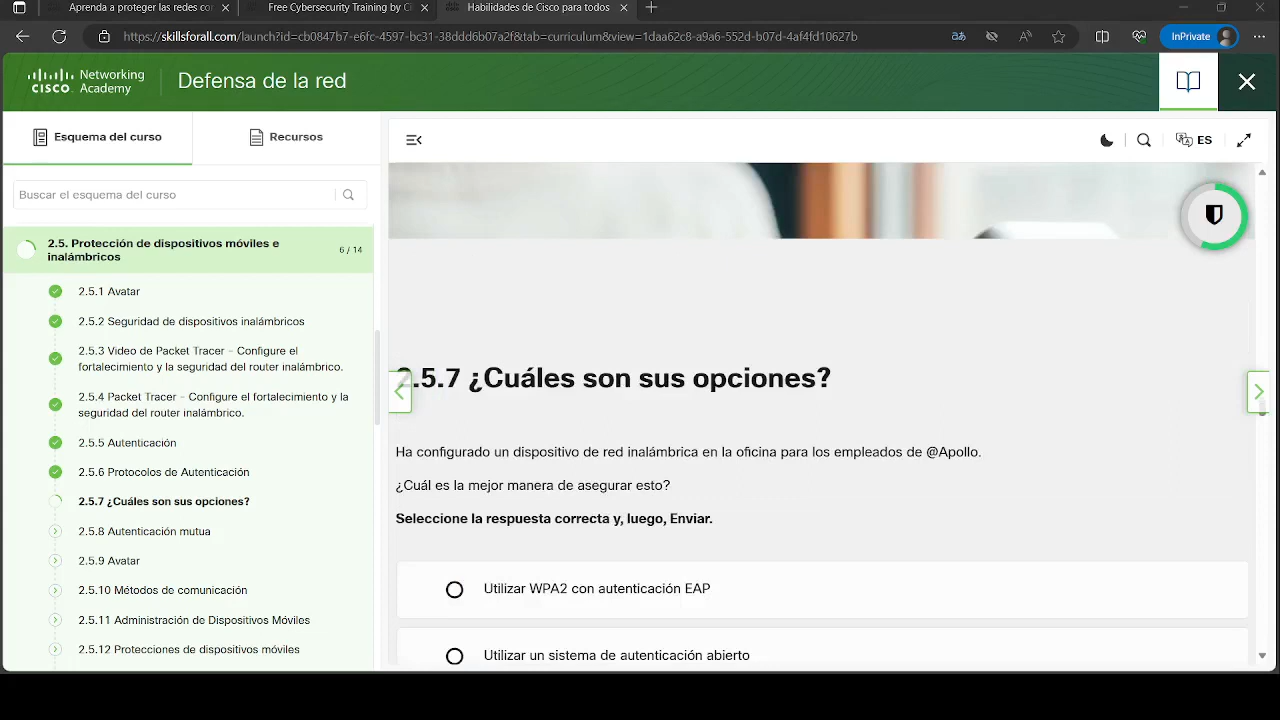 Aprenda a proteger las redes cor
Free Cybersecurity Training by Ci
Habilidades de Cisco para todos
https://skillsforall.com/launch?id=cb0847b7-e6fc-4597-bc31-38ddd6b07a2f&tab=curriculum&view=1daa62c8-a9a6-552d-b07d-4af4fd10627b
InPrivate
CISCO
Networking
Academy
Defensa de la red
Esquema del curso
Recursos
ES
Buscar el esquema del curso
2.5. Protección de dispositivos móviles e
inalámbricos
6 / 14
2.5.1 Avatar
2.5.2 Seguridad de dispositivos inalámbricos
2.5.3 Video de Packet Tracer - Configure el
fortalecimiento y la seguridad del router inalámbrico.
2.5.4 Packet Tracer - Configure el fortalecimiento y la
seguridad del router inalámbrico.
2.5.5 Autenticación
2.5.6 Protocolos de Autenticación
2.5.7 ¿Cuáles son sus opciones?
2.5.8 Autenticación mutua
2.5.9 Avatar
2.5.10 Métodos de comunicación
2.5.11 Administración de Dispositivos Móviles
2.5.12 Protecciones de dispositivos móviles
2.5.7 ¿Cuáles son sus opciones?
Ha configurado un dispositivo de red inalámbrica en la oficina para los empleados de @Apollo.
¿Cuál es la mejor manera de asegurar esto?
Seleccione la respuesta correcta y, luego, Enviar.
Utilizar WPA2 con autenticación EAP
Utilizar un sistema de autenticación abierto